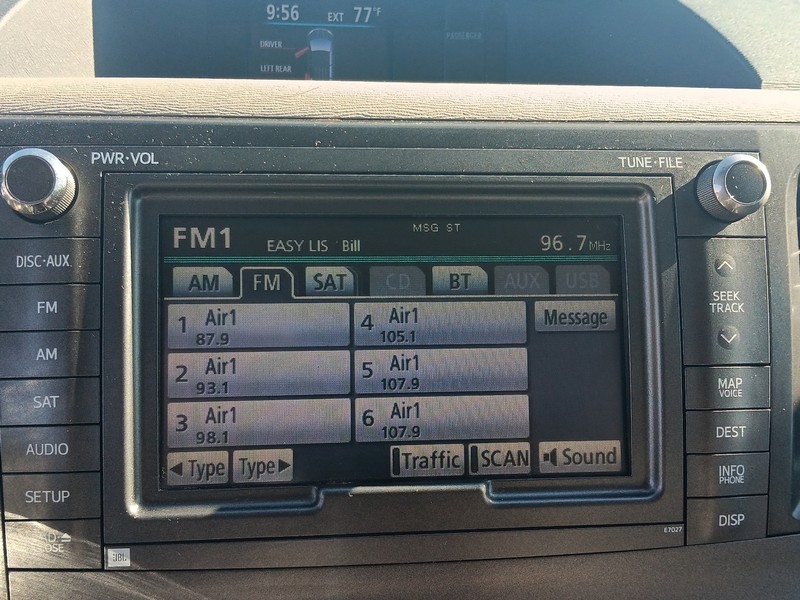 9:56 EXT 77°F
DRIVER
PASSENGER
LEFT REAR
PWR·VOL
TUNE·FILE
DISC·AUX
FM
AM
SAT
AUDIO
SETUP
CLOSE
FM1 EASY LIS Bill MSG ST 96.7MHz
AM FM SAT CD BT AUX USB
1 Air1
87.9
2 Air1
93.1
3 Air1
98.1
4 Air1
105.1
5 Air1
107.9
6 Air1
107.9
Message
◀Type Type▶ Traffic SCAN Sound
SEEK
TRACK
MAP
VOICE
DEST
INFO
PHONE
DISP
E7027
JBL